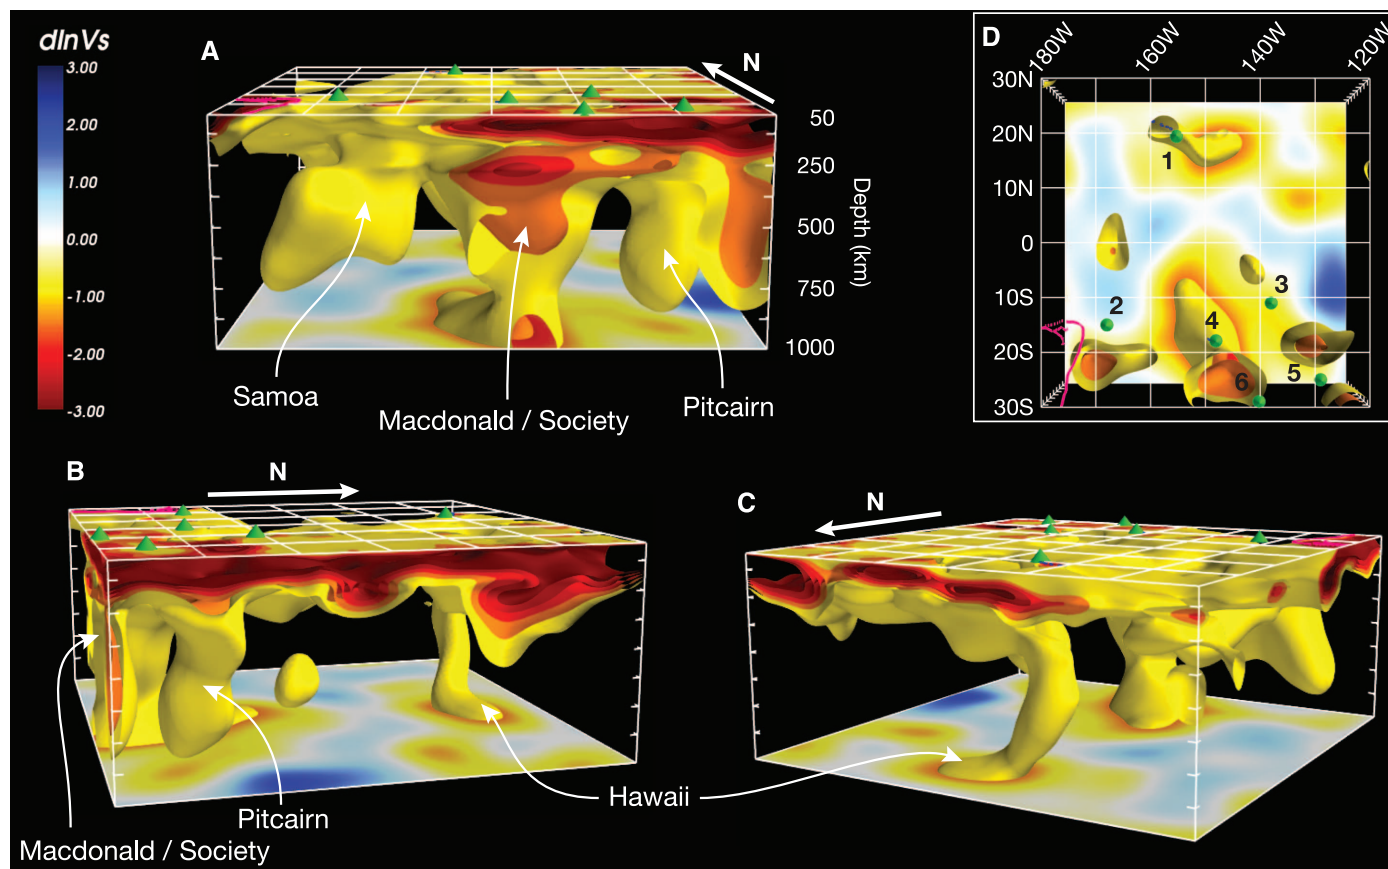 dlnVs
3.00
2.00
1.00
0.00
-1.00
-2.00
-3.00
A
N
50
250
500
750
1000
Depth (km)
Samoa
Macdonald / Society
Pitcairn
D
180W
160W
140W
120W
30N
20N
10N
0
10S
20S
30S
1
2
3
4
5
6
B
N
Macdonald / Society
Pitcairn
Hawaii
C
N